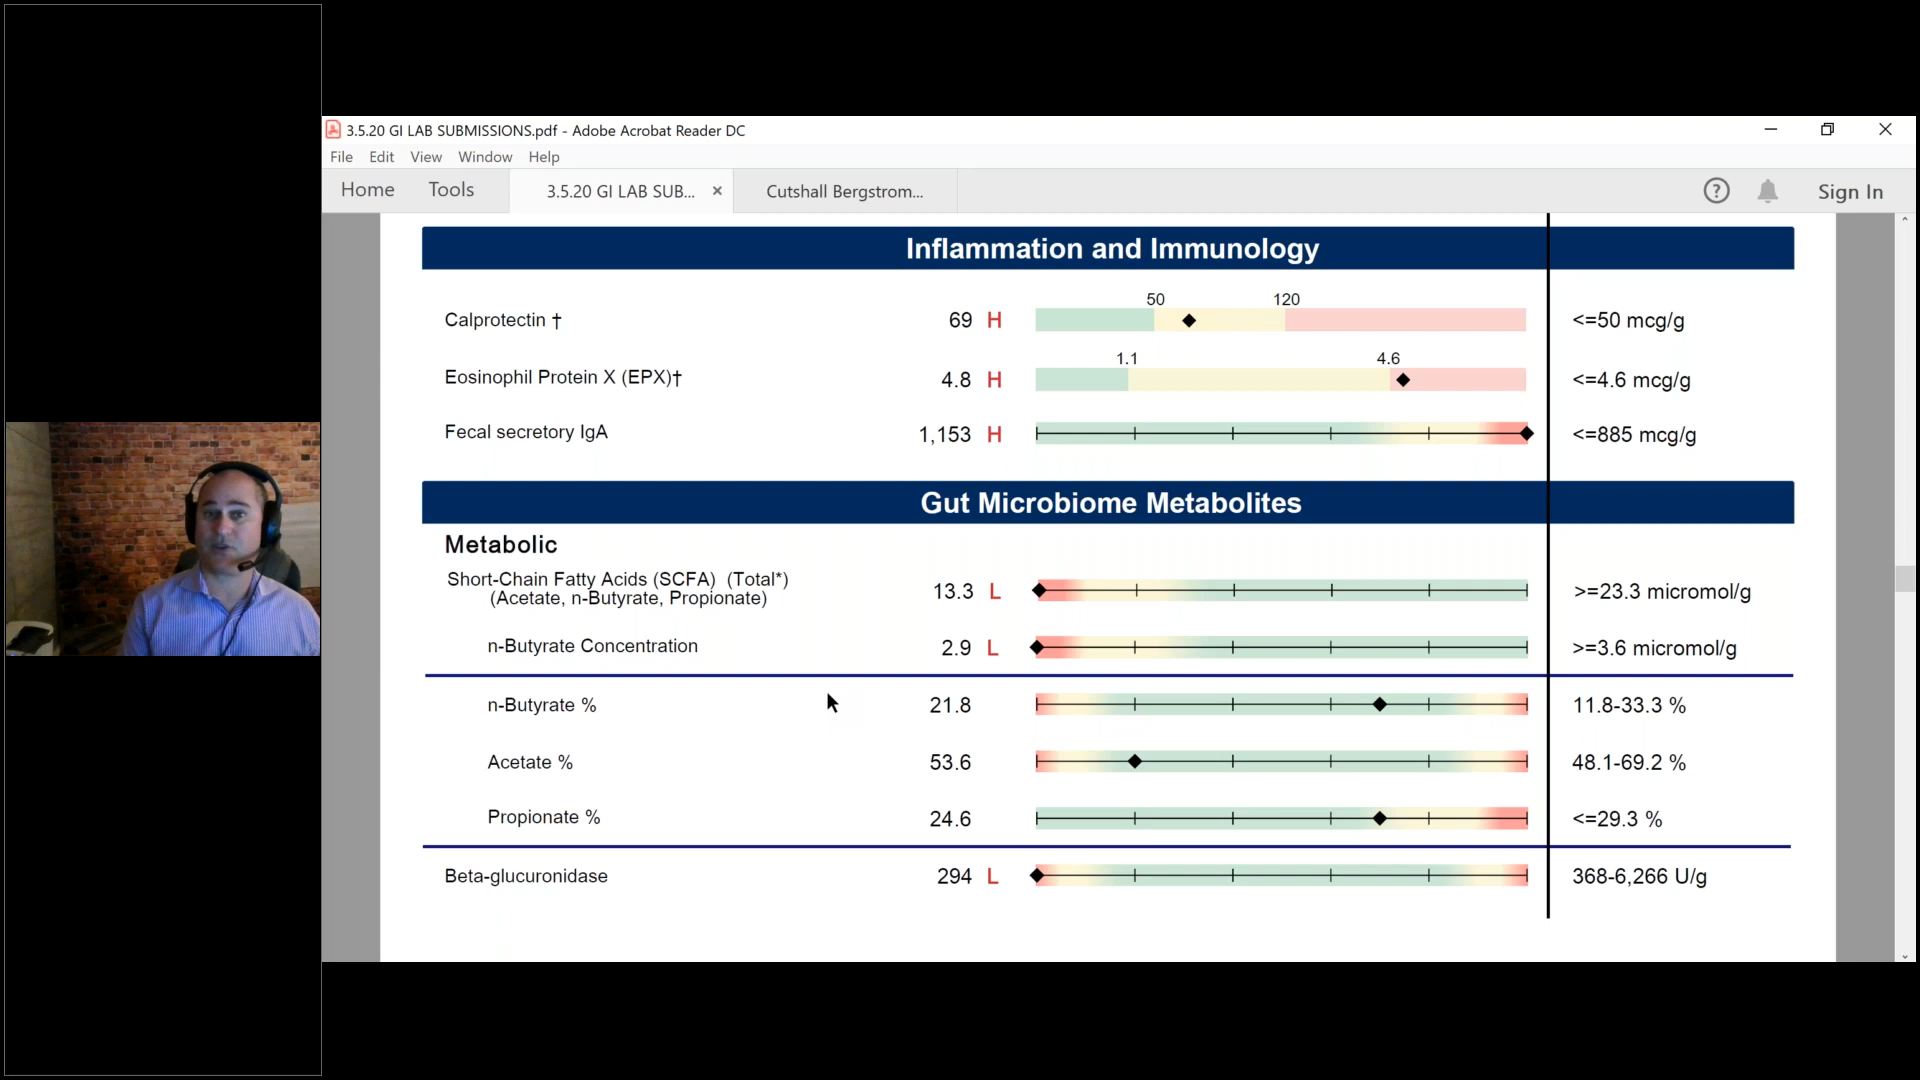 3.5.20 GI LAB SUBMISSIONS.pdf - Adobe Acrobat Reader DC
File Edit View Window Help
Home Tools 3.5.20 GI LAB SUB... × Cutshall Bergstrom... ? Sign In
Inflammation and Immunology
50 120
Calprotectin † 69 H <=50 mcg/g
1.1 4.6
Eosinophil Protein X (EPX)† 4.8 H <=4.6 mcg/g
Fecal secretory IgA 1,153 H <=885 mcg/g
Gut Microbiome Metabolites
Metabolic
Short-Chain Fatty Acids (SCFA) (Total*)
(Acetate, n-Butyrate, Propionate) 13.3 L >=23.3 micromol/g
n-Butyrate Concentration 2.9 L >=3.6 micromol/g
n-Butyrate % 21.8 11.8-33.3 %
Acetate % 53.6 48.1-69.2 %
Propionate % 24.6 <=29.3 %
Beta-glucuronidase 294 L 368-6,266 U/g